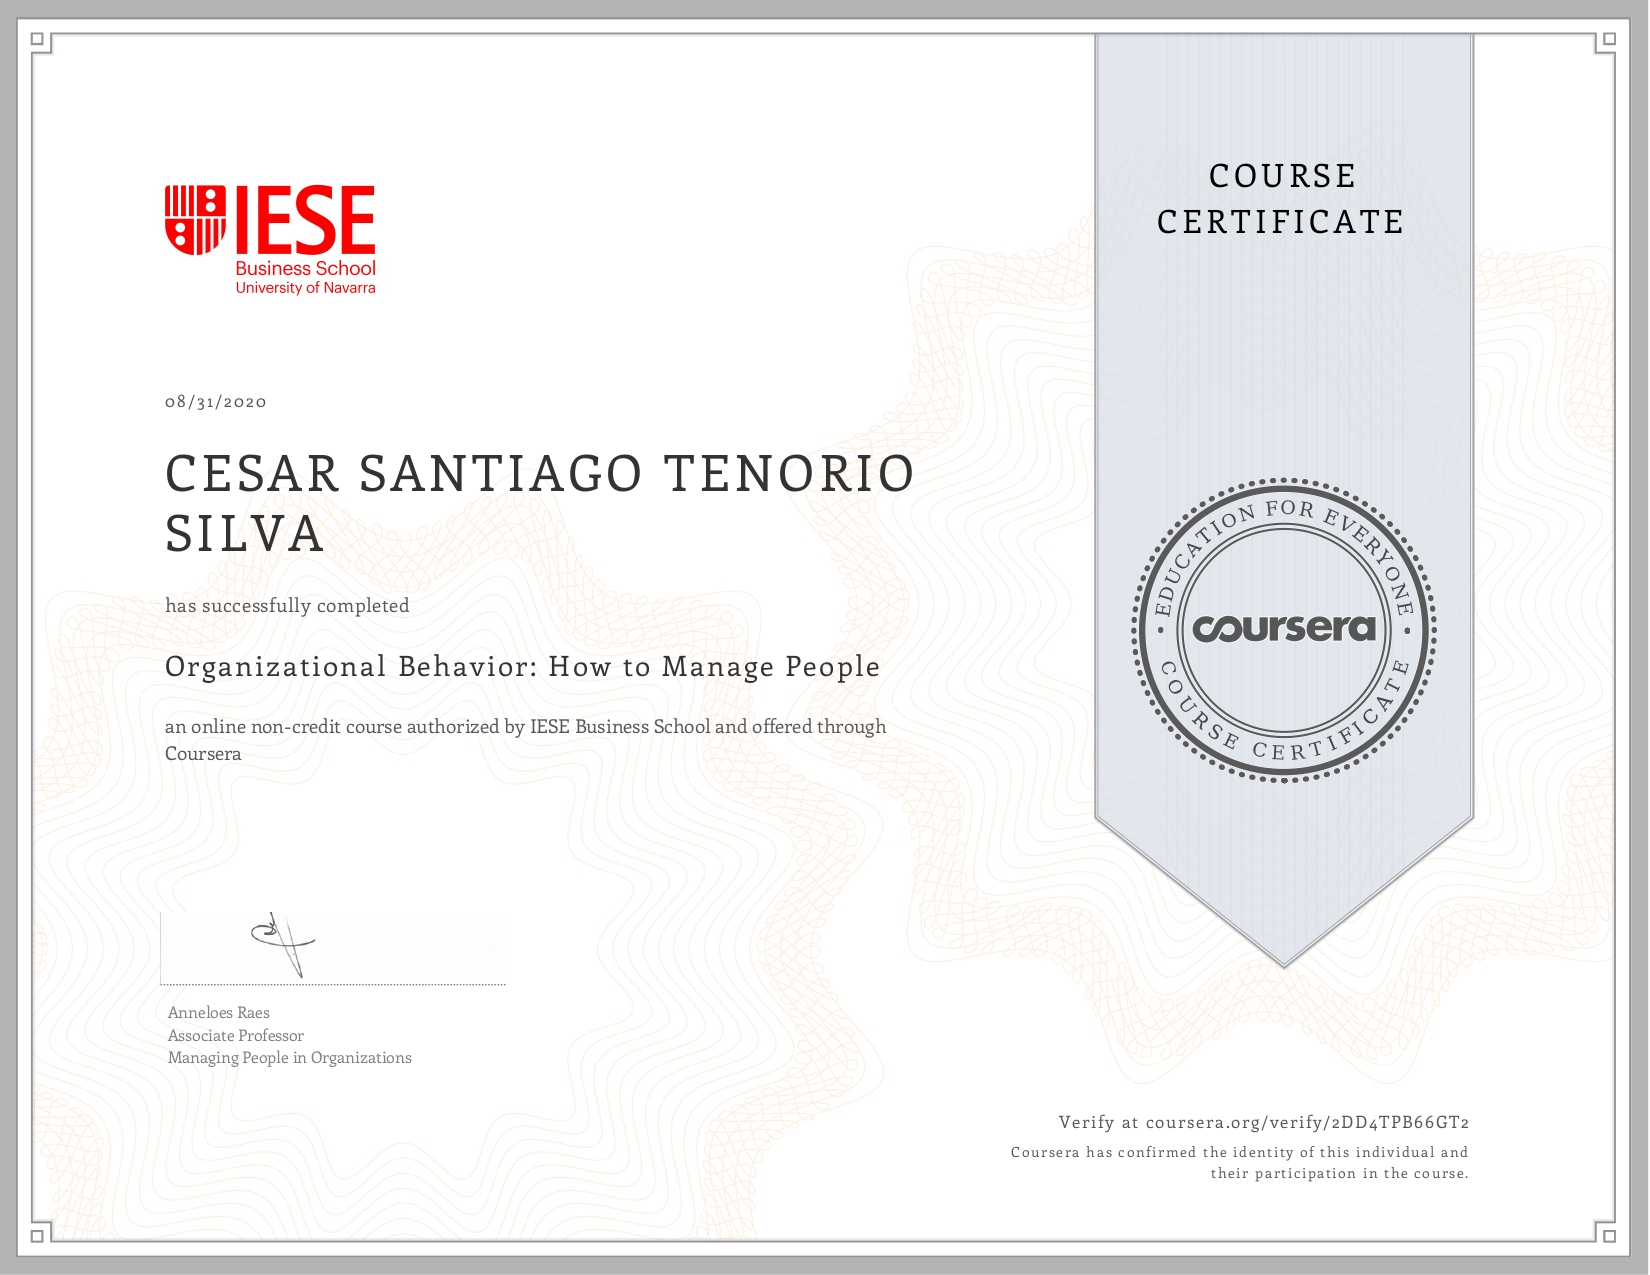 IESE
Business School
University of Navarra
COURSE
CERTIFICATE
08/31/2020
CESAR SANTIAGO TENORIO
SILVA
has successfully completed
Organizational Behavior: How to Manage People
an online non-credit course authorized by IESE Business School and offered through
Coursera
EDUCATION FOR EVERYONE
coursera
COURSE CERTIFICATE
Anneloes Raes
Associate Professor
Managing People in Organizations
Verify at coursera.org/verify/2DD4TPB66GT2
Coursera has confirmed the identity of this individual and
their participation in the course.